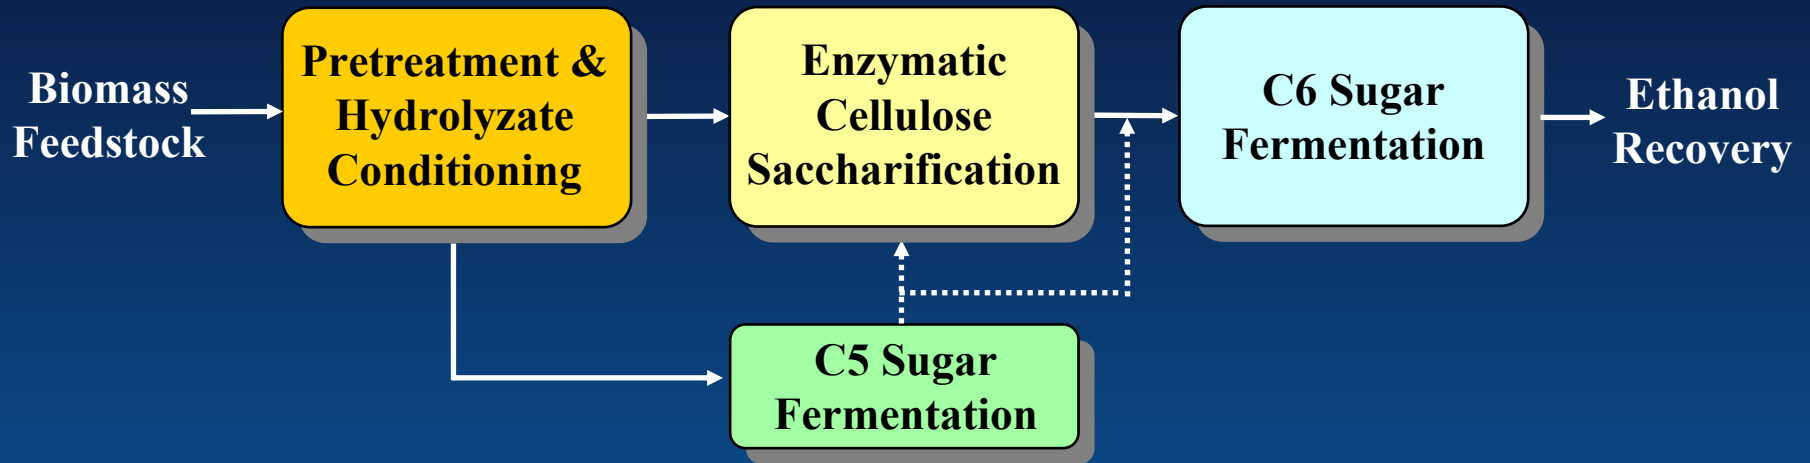 Biomass
Feedstock
Pretreatment &
Hydrolyzate
Conditioning
Enzymatic
Cellulose
Saccharification
C6 Sugar
Fermentation
Ethanol
Recovery
C5 Sugar
Fermentation